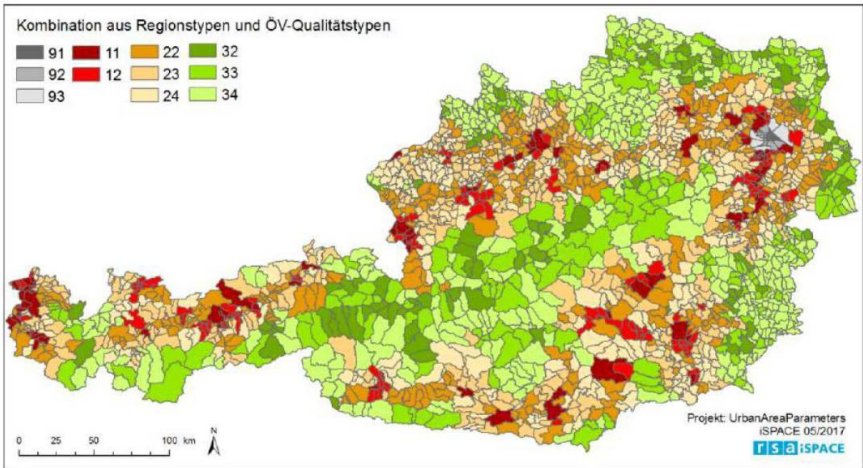 Kombination aus Regionstypen und ÖV-Qualitätstypen
91 11 22 32
92 12 23 33
93 24 34
Projekt: UrbanAreaParameters
iSPACE 05/2017
rsa iSPACE
0 25 50 100 km
N